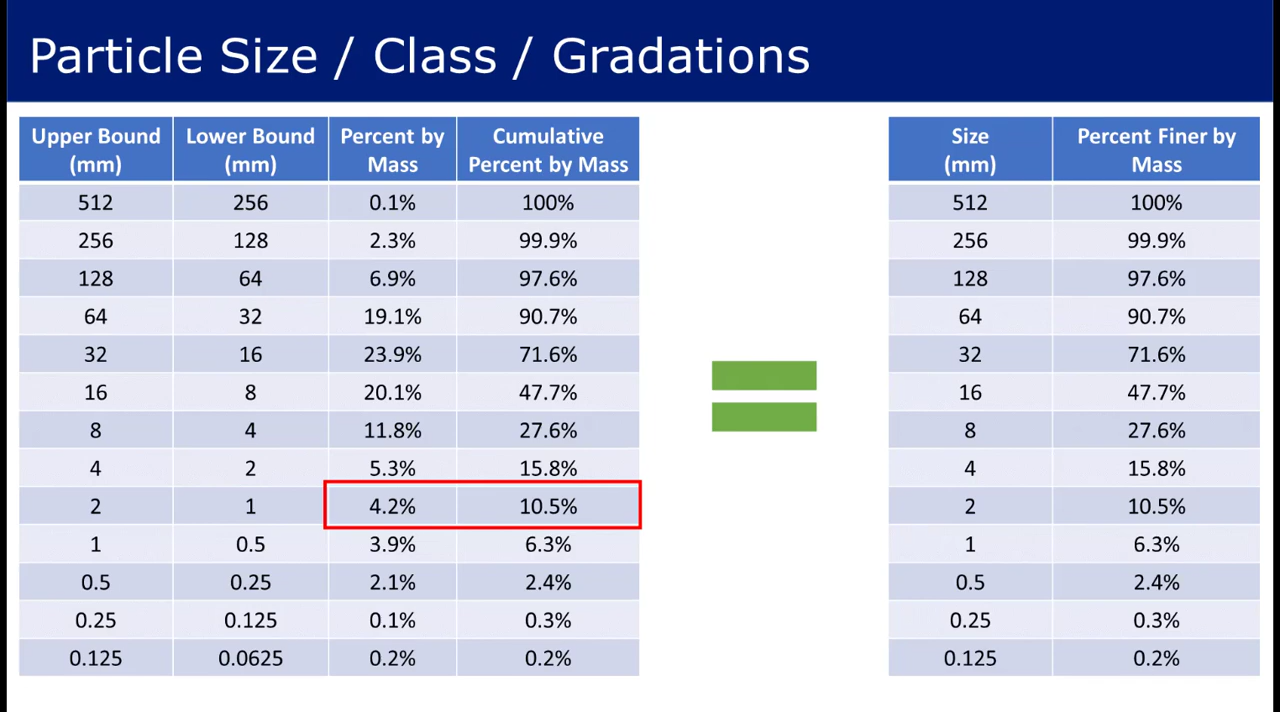 Particle Size / Class / Gradations
Upper Bound (mm) Lower Bound (mm) Percent by Mass Cumulative Percent by Mass
512 256 0.1% 100%
256 128 2.3% 99.9%
128 64 6.9% 97.6%
64 32 19.1% 90.7%
32 16 23.9% 71.6%
16 8 20.1% 47.7%
8 4 11.8% 27.6%
4 2 5.3% 15.8%
2 1 4.2% 10.5%
1 0.5 3.9% 6.3%
0.5 0.25 2.1% 2.4%
0.25 0.125 0.1% 0.3%
0.125 0.0625 0.2% 0.2%
Size (mm) Percent Finer by Mass
512 100%
256 99.9%
128 97.6%
64 90.7%
32 71.6%
16 47.7%
8 27.6%
4 15.8%
2 10.5%
1 6.3%
0.5 2.4%
0.25 0.3%
0.125 0.2%